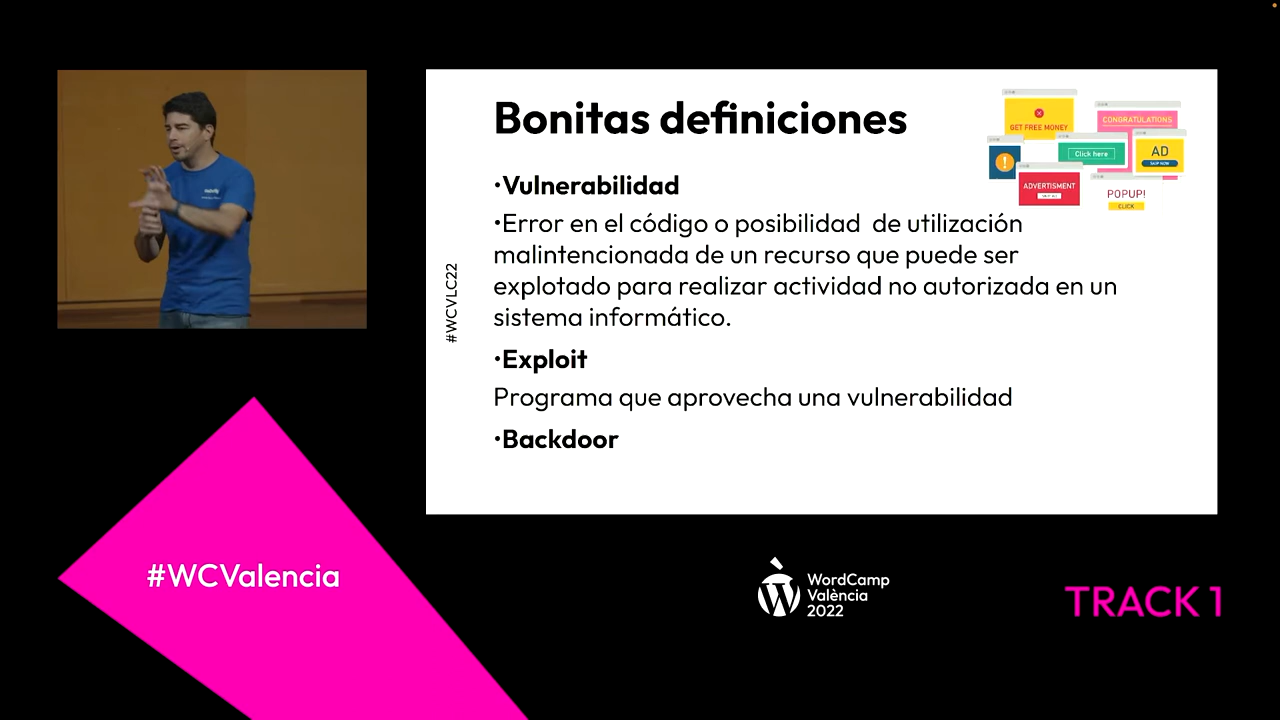 Bonitas definiciones
GET FREE MONEY
CONGRATULATIONS
Click here
AD
SKIP NOW
ADVERTISMENT
POPUP!
CLICK
•Vulnerabilidad
•Error en el código o posibilidad de utilización
malintencionada de un recurso que puede ser
explotado para realizar actividad no autorizada en un
sistema informático.
•Exploit
Programa que aprovecha una vulnerabilidad
•Backdoor
#WCVLC22
#WCValencia
WordCamp
València
2022
TRACK 1